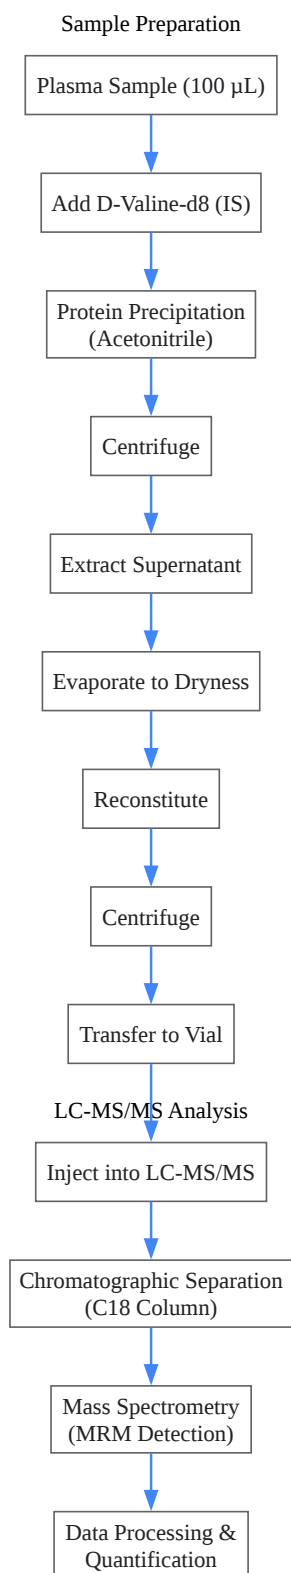 Sample Preparation
Plasma Sample (100 µL)
Add D-Valine-d8 (IS)
Protein Precipitation
(Acetonitrile)
Centrifuge
Extract Supernatant
Evaporate to Dryness
Reconstitute
Centrifuge
Transfer to Vial
LC-MS/MS Analysis
Inject into LC-MS/MS
Chromatographic Separation
(C18 Column)
Mass Spectrometry
(MRM Detection)
Data Processing &
Quantification